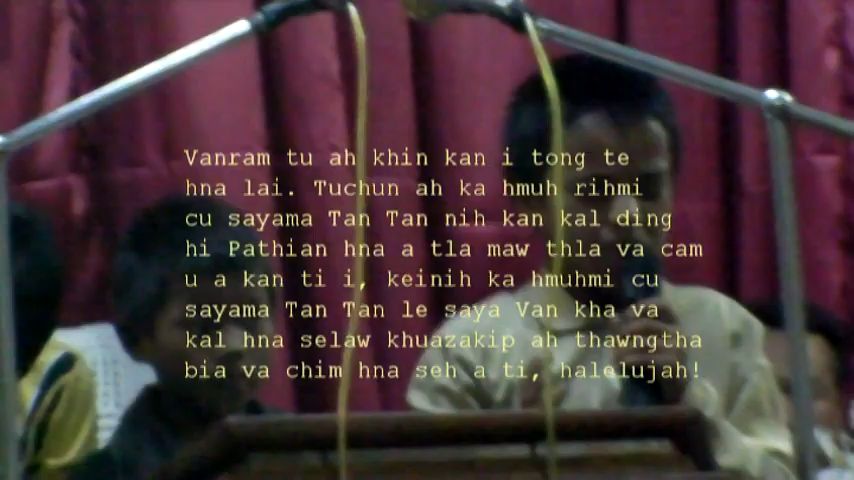 Vanram tu ah khin kan i tong te
hna lai. Tuchun ah ka hmuh rihmi
cu sayama Tan Tan nih kan kal ding
hi Pathian hna a tla maw thla va cam
u a kan ti i, keinih ka hmuhmi cu
sayama Tan Tan le saya Van kha va
kal hna selaw khuazakip ah thawngtha
bia va chim hna seh a ti, halelujah!